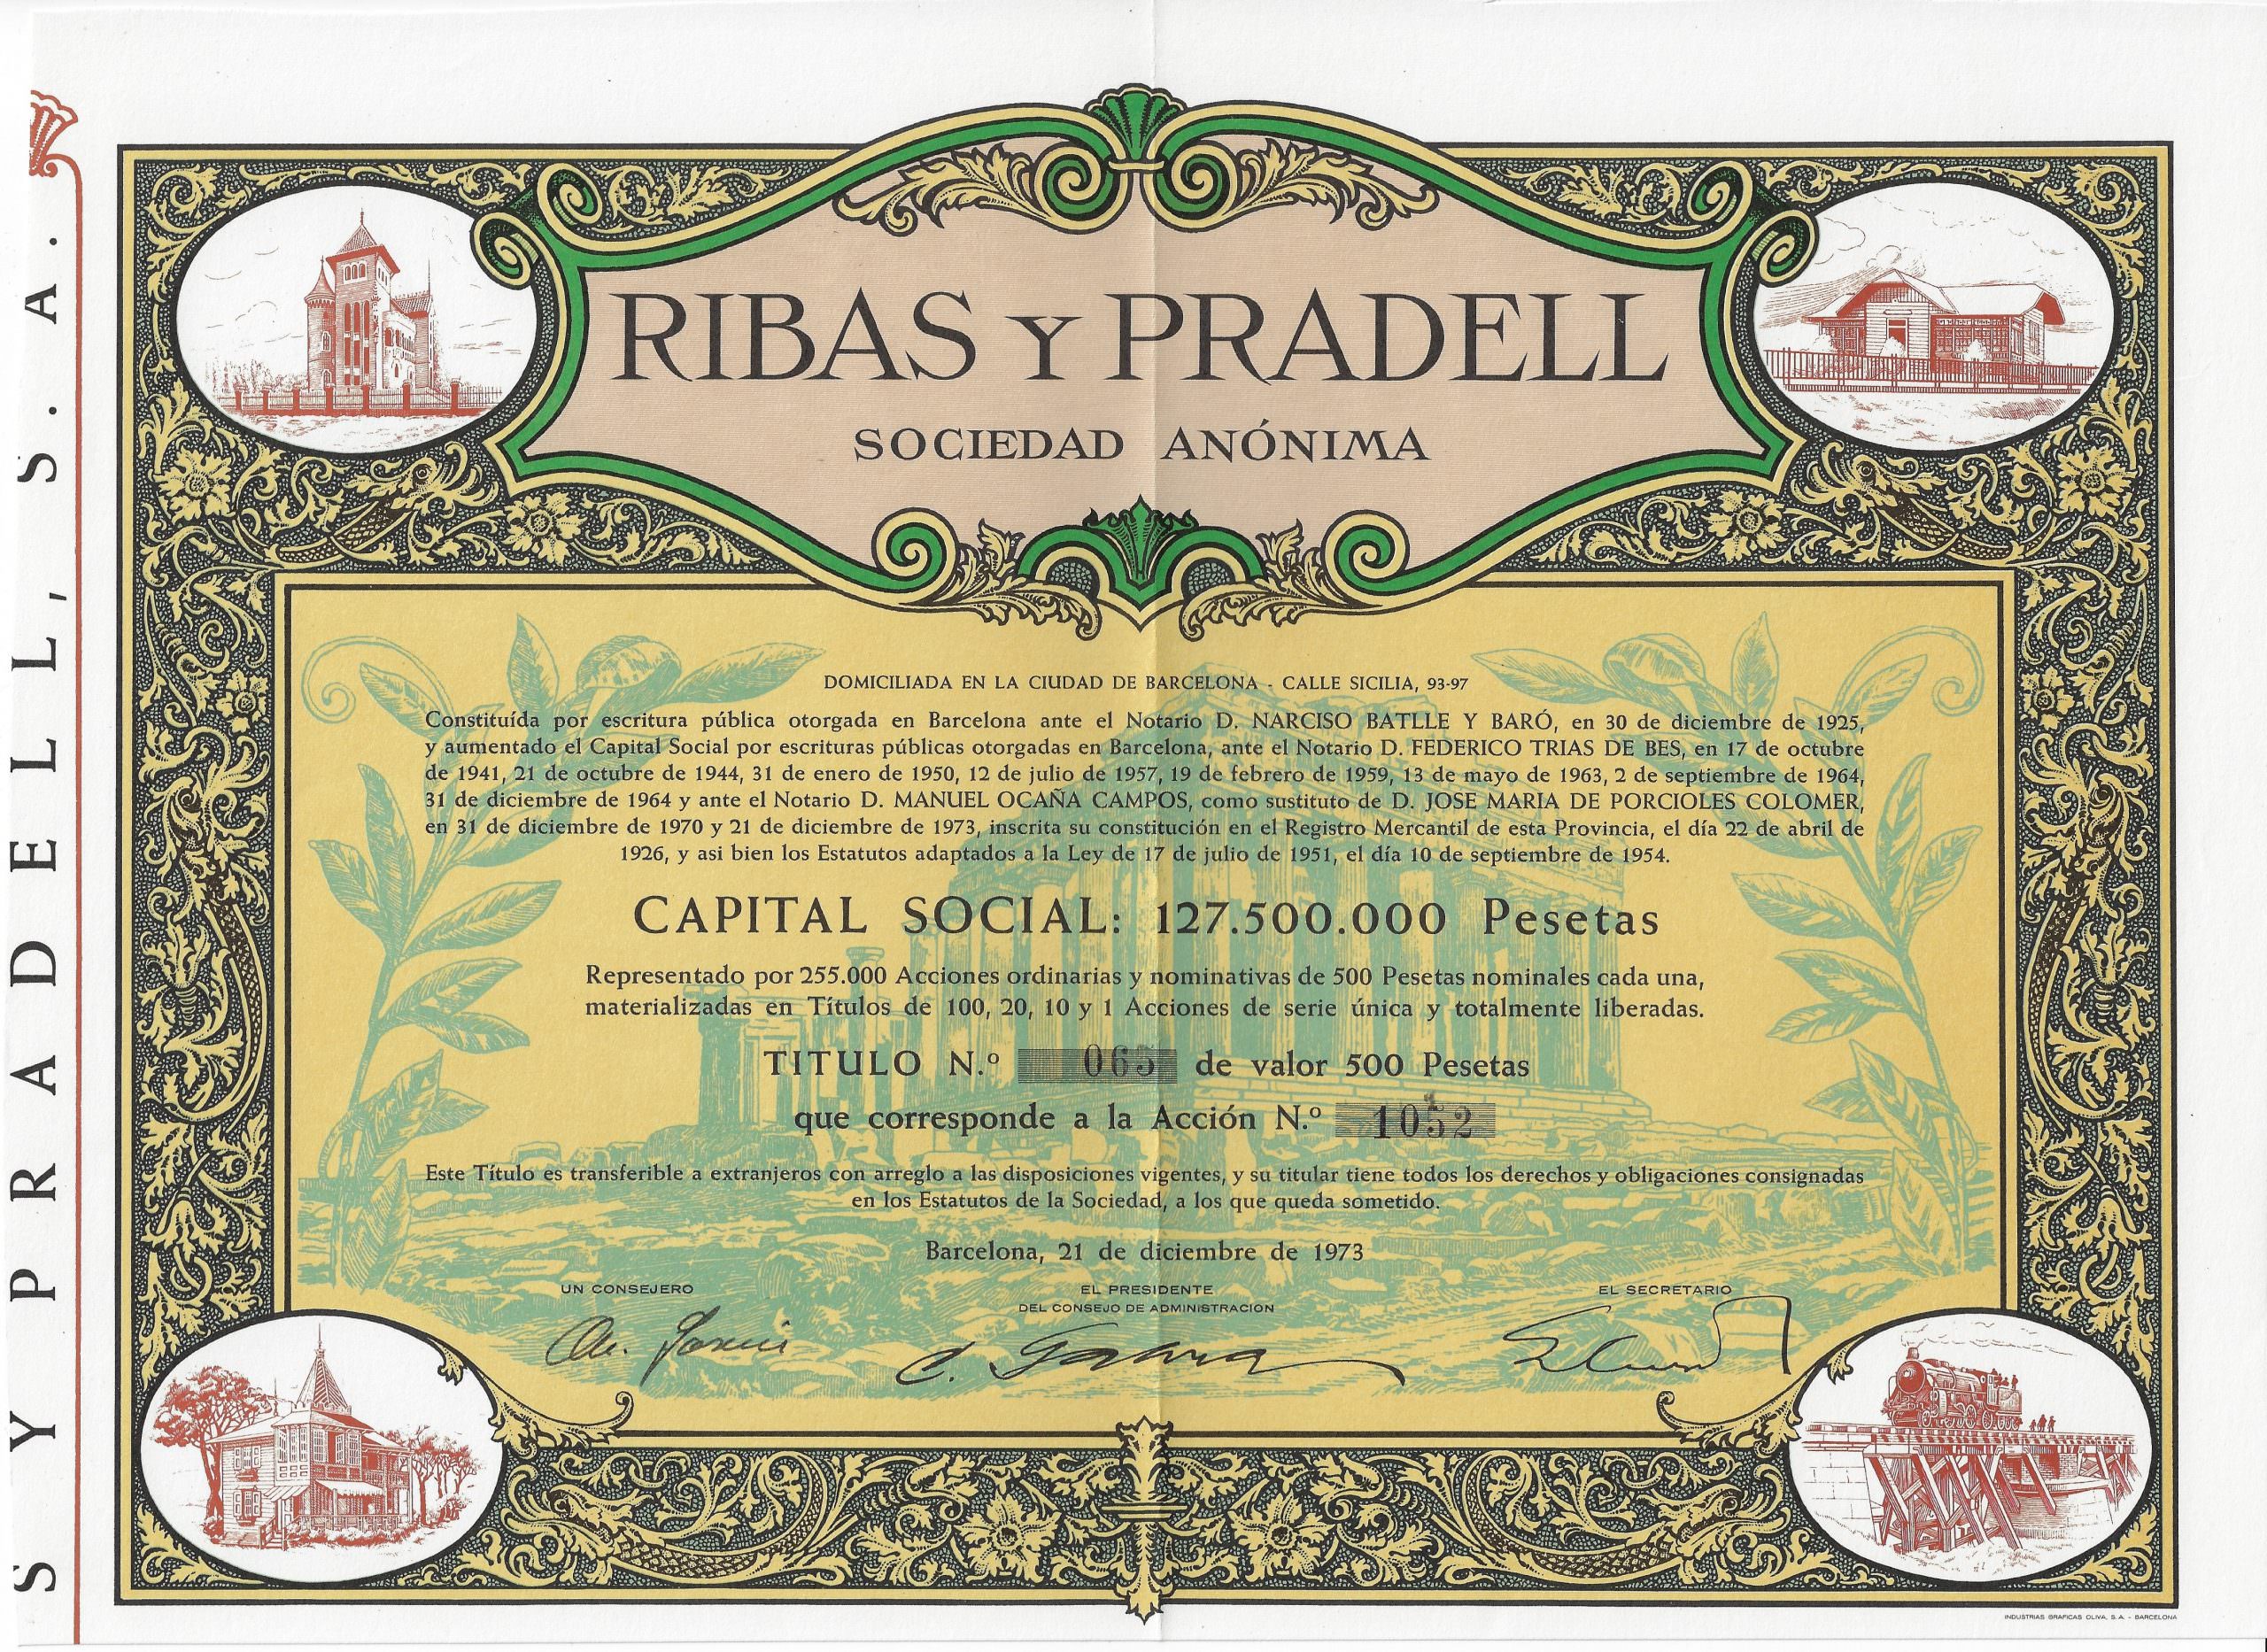 S Y PRADELL, S. A.
RIBAS Y PRADELL
SOCIEDAD ANÓNIMA
DOMICILIADA EN LA CIUDAD DE BARCELONA - CALLE SICILIA, 93-97
Constituída por escritura pública otorgada en Barcelona ante el Notario D. NARCISO BATLLE Y BARÓ, en 30 de diciembre de 1925,
y aumentado el Capital Social por escrituras públicas otorgadas en Barcelona, ante el Notario D. FEDERICO TRIAS DE BES, en 17 de octubre
de 1941, 21 de octubre de 1944, 31 de enero de 1950, 12 de julio de 1957, 19 de febrero de 1959, 13 de mayo de 1963, 2 de septiembre de 1964,
31 de diciembre de 1964 y ante el Notario D. MANUEL OCAÑA CAMPOS, como sustituto de D. JOSE MARIA DE PORCIOLES COLOMER,
en 31 de diciembre de 1970 y 21 de diciembre de 1973, inscrita su constitución en el Registro Mercantil de esta Provincia, el día 22 de abril de
1926, y asi bien los Estatutos adaptados a la Ley de 17 de julio de 1951, el día 10 de septiembre de 1954.
CAPITAL SOCIAL: 127.500.000 Pesetas
Representado por 255.000 Acciones ordinarias y nominativas de 500 Pesetas nominales cada una,
materializadas en Títulos de 100, 20, 10 y 1 Acciones de serie única y totalmente liberadas.
TITULO N.º 065 de valor 500 Pesetas
que corresponde a la Acción N.º 1052
Este Título es transferible a extranjeros con arreglo a las disposiciones vigentes, y su titular tiene todos los derechos y obligaciones consignadas
en los Estatutos de la Sociedad, a los que queda sometido.
Barcelona, 21 de diciembre de 1973
UN CONSEJERO
EL PRESIDENTE
DEL CONSEJO DE ADMINISTRACION
EL SECRETARIO
INDUSTRIAS GRAFICAS OLIVA, S. A. - BARCELONA